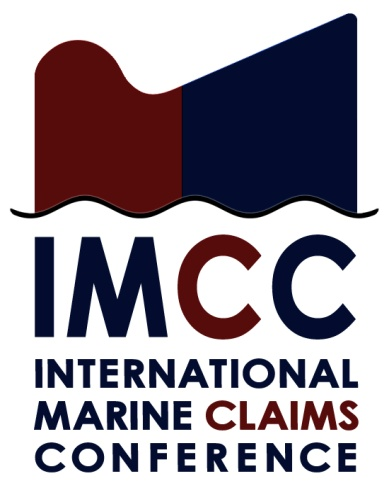 IMCC
INTERNATIONAL
MARINE CLAIMS
CONFERENCE